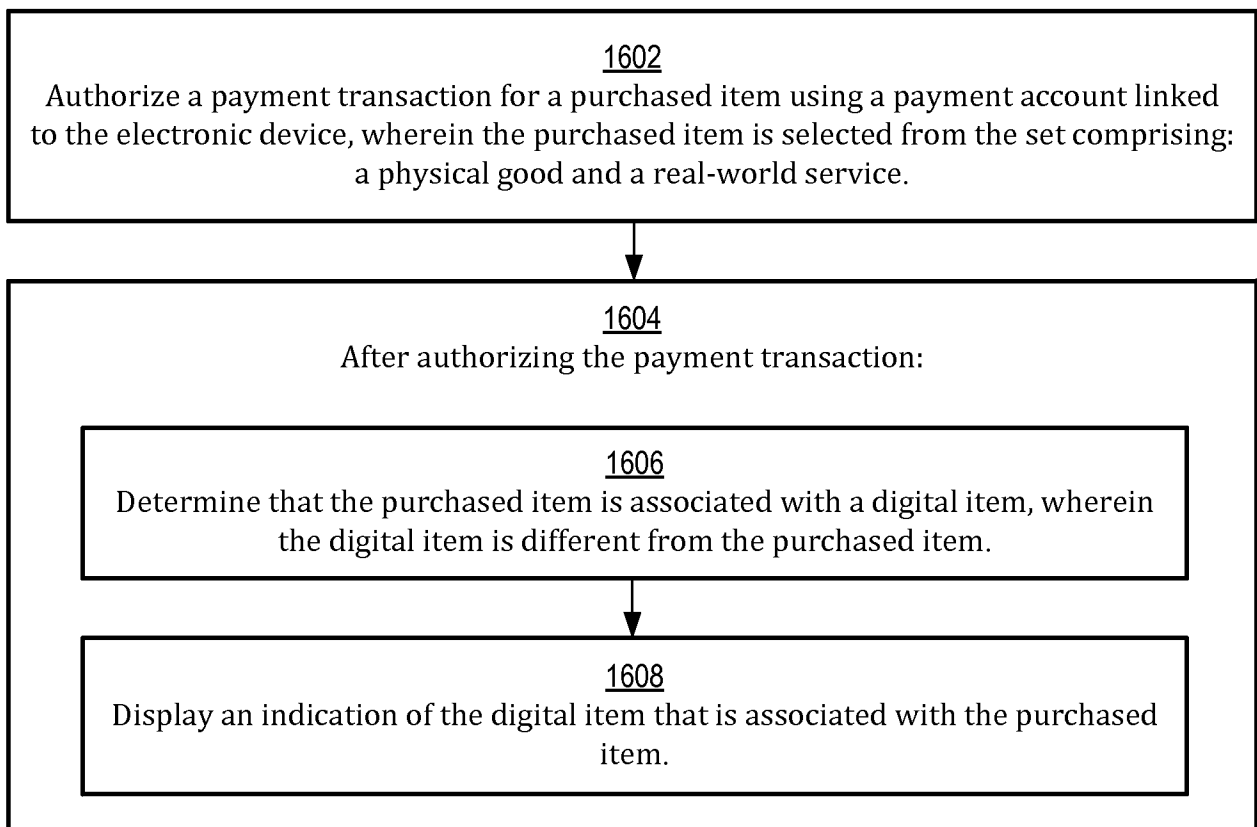 1602
Authorize a payment transaction for a purchased item using a payment account linked
to the electronic device, wherein the purchased item is selected from the set comprising:
a physical good and a real-world service.
1604
After authorizing the payment transaction:
1606
Determine that the purchased item is associated with a digital item, wherein
the digital item is different from the purchased item.
1608
Display an indication of the digital item that is associated with the purchased
item.